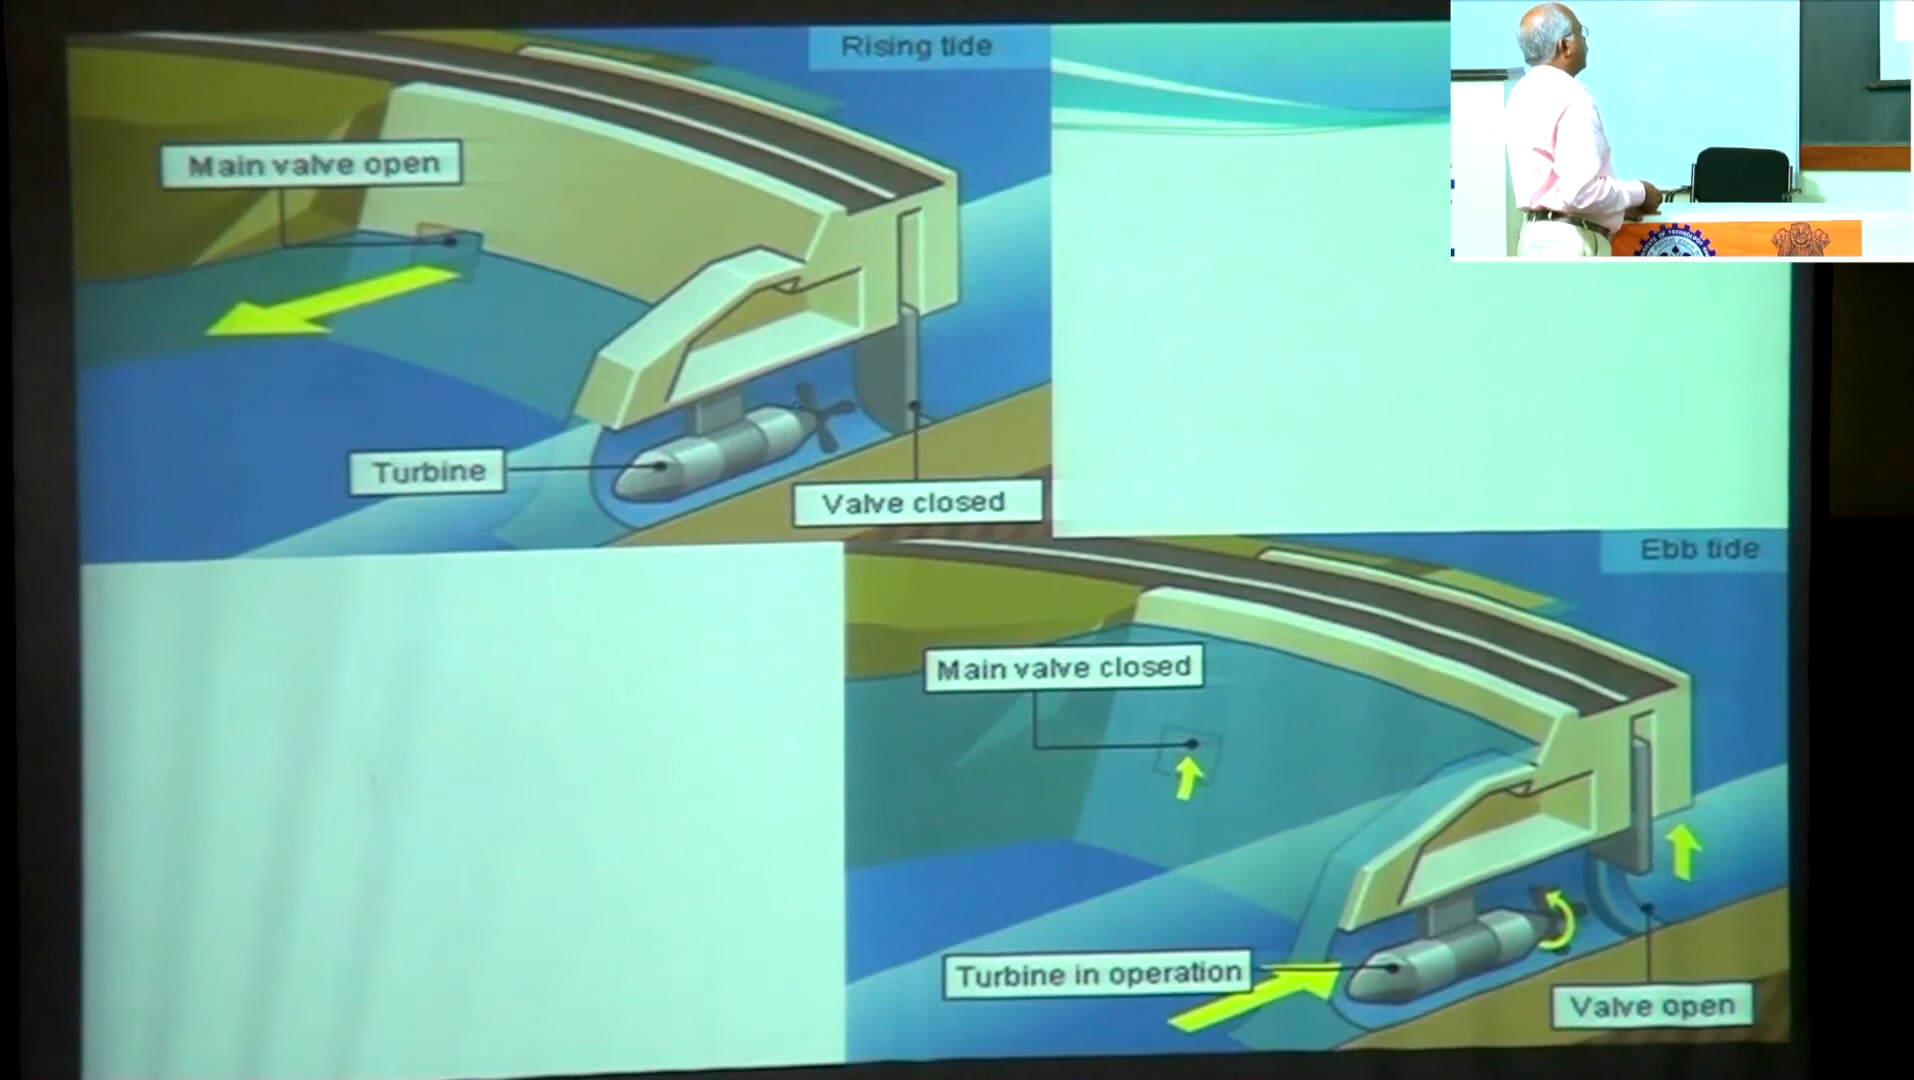 Rising tide
Main valve open
Turbine
Valve closed
Ebb tide
Main valve closed
Turbine in operation
Valve open